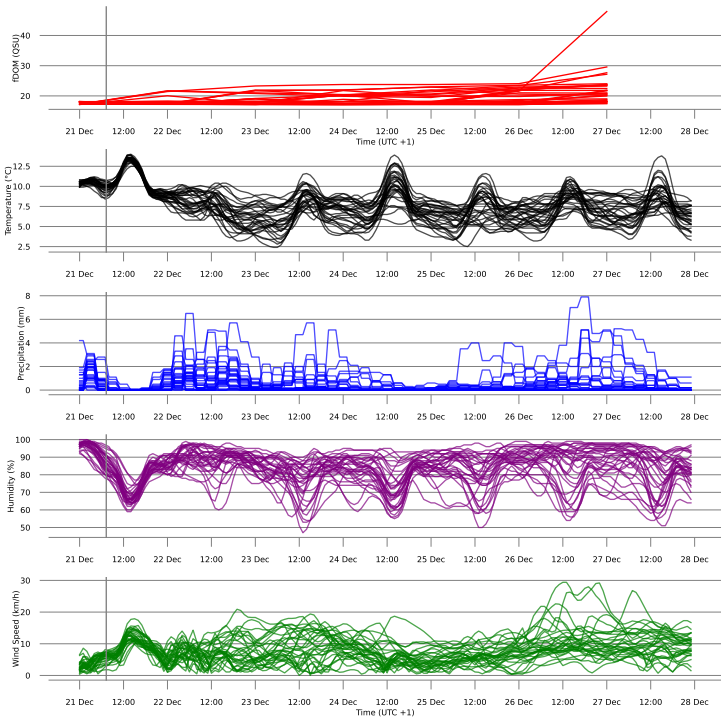 fDOM (QSU)
40
30
20
21 Dec 12:00 22 Dec 12:00 23 Dec 12:00 24 Dec 12:00 25 Dec 12:00 26 Dec 12:00 27 Dec 12:00 28 Dec
Time (UTC +1)
Temperature (°C)
12.5
10.0
7.5
5.0
2.5
21 Dec 12:00 22 Dec 12:00 23 Dec 12:00 24 Dec 12:00 25 Dec 12:00 26 Dec 12:00 27 Dec 12:00 28 Dec
Precipitation (mm)
8
6
4
2
0
21 Dec 12:00 22 Dec 12:00 23 Dec 12:00 24 Dec 12:00 25 Dec 12:00 26 Dec 12:00 27 Dec 12:00 28 Dec
Humidity (%)
100
90
80
70
60
50
21 Dec 12:00 22 Dec 12:00 23 Dec 12:00 24 Dec 12:00 25 Dec 12:00 26 Dec 12:00 27 Dec 12:00 28 Dec
Wind Speed (km/h)
30
20
10
0
21 Dec 12:00 22 Dec 12:00 23 Dec 12:00 24 Dec 12:00 25 Dec 12:00 26 Dec 12:00 27 Dec 12:00 28 Dec
Time (UTC +1)